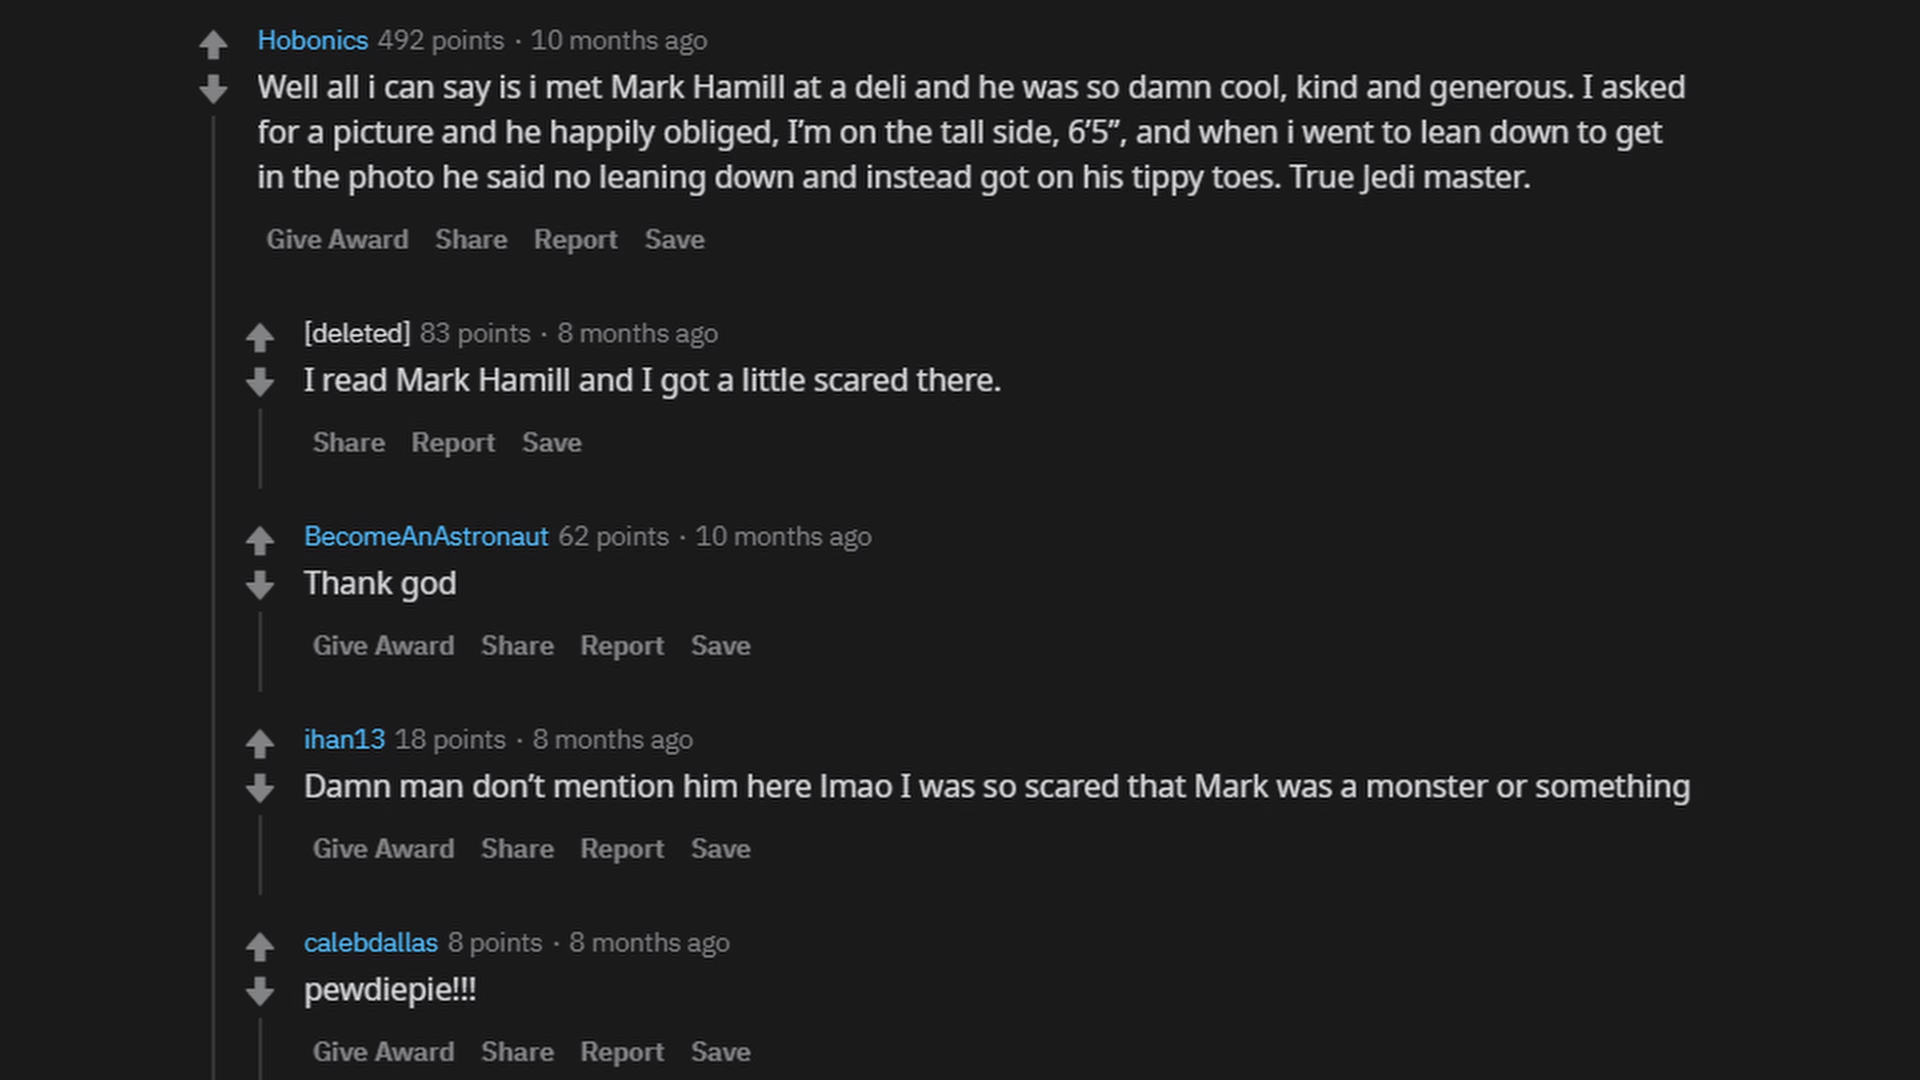 Hobonics 492 points · 10 months ago
Well all i can say is i met Mark Hamill at a deli and he was so damn cool, kind and generous. I asked
for a picture and he happily obliged, I’m on the tall side, 6’5”, and when i went to lean down to get
in the photo he said no leaning down and instead got on his tippy toes. True Jedi master.
Give Award Share Report Save
[deleted] 83 points · 8 months ago
I read Mark Hamill and I got a little scared there.
Share Report Save
BecomeAnAstronaut 62 points · 10 months ago
Thank god
Give Award Share Report Save
ihan13 18 points · 8 months ago
Damn man don’t mention him here lmao I was so scared that Mark was a monster or something
Give Award Share Report Save
calebdallas 8 points · 8 months ago
pewdiepie!!!
Give Award Share Report Save